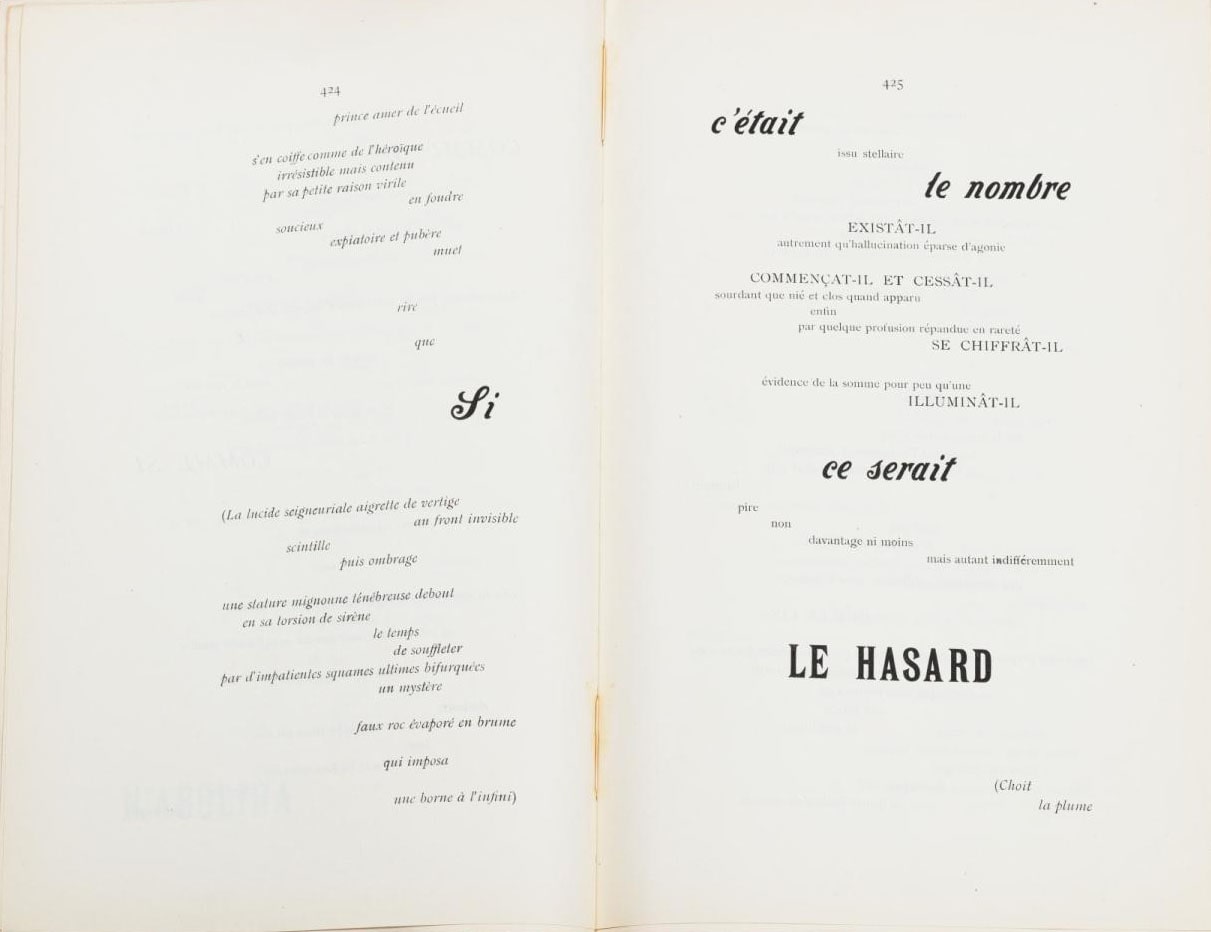 424
prince amer de l'écueil
s'en coiffe comme de l'héroïque
irrésistible mais contenu
par sa petite raison virile
en foudre
soucieux
expiatoire et pubère
muet
rire
que
Si
(La lucide seigneuriale aigrette de vertige
au front invisible
scintille
puis ombrage
une stature mignonne ténébreuse debout
en sa torsion de sirène
le temps
de souffleter
par d'impatientes squames ultimes bifurquées
un mystère
faux roc évaporé en brume
qui imposa
une borne à l'infini)
425
c'était
issu stellaire
le nombre
EXISTÂT-IL
autrement qu'hallucination éparse d'agonie
COMMENÇAT-IL ET CESSÂT-IL
sourdant que nié et clos quand apparu
enfin
par quelque profusion répandue en rareté
SE CHIFFRÂT-IL
évidence de la somme pour peu qu'une
ILLUMINÂT-IL
ce serait
pire
non
davantage ni moins
mais autant indifféremment
LE HASARD
(Choit
la plume